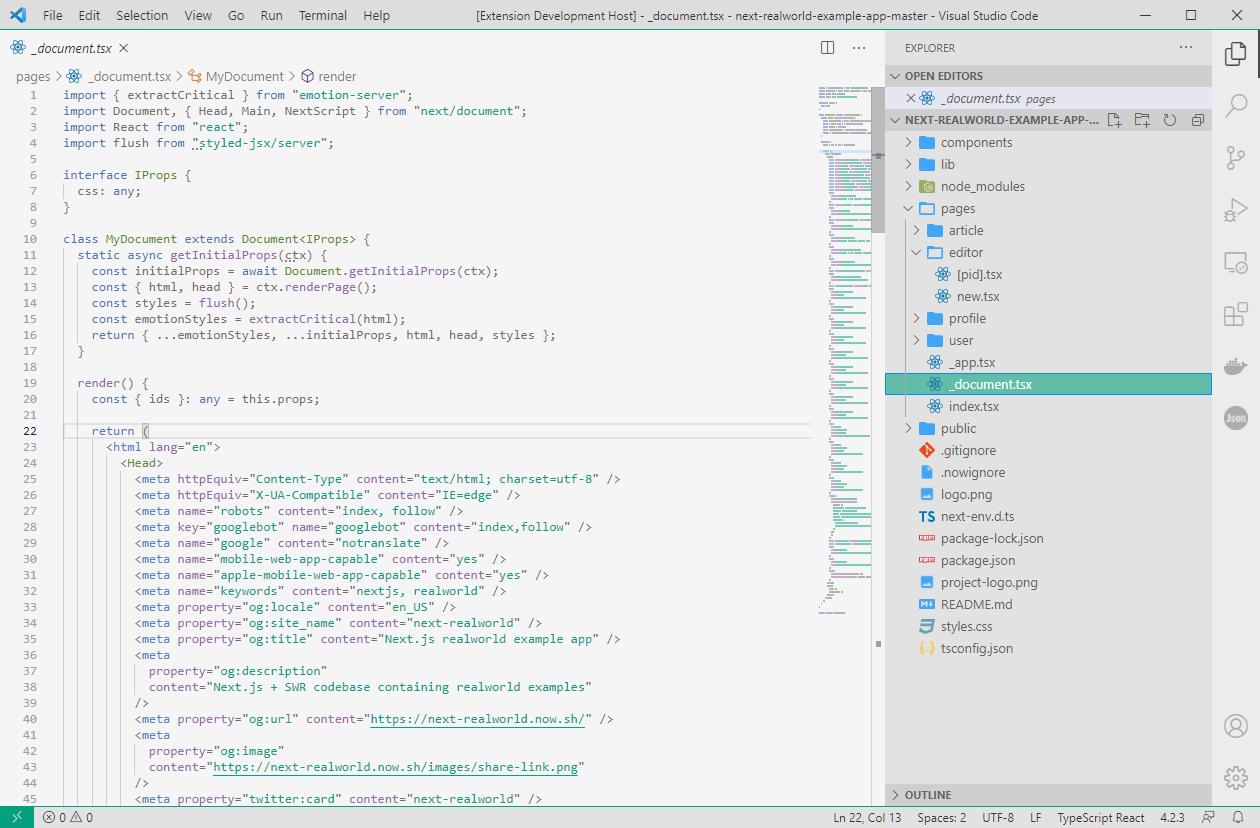 File Edit Selection View Go Run Terminal Help [Extension Development Host] - _document.tsx - next-realworld-example-app-master - Visual Studio Code
_document.tsx
pages > _document.tsx > MyDocument > render
1 import { extractCritical } from "emotion-server";
2 import Document, { Head, Main, NextScript } from "next/document";
3 import React from "react";
4 import flush from "styled-jsx/server";
5
6 interface IProps {
7 css: any;
8 }
9
10 class MyDocument extends Document<IProps> {
11 static async getInitialProps(ctx) {
12 const initialProps = await Document.getInitialProps(ctx);
13 const { html, head } = ctx.renderPage();
14 const styles = flush();
15 const emotionStyles = extractCritical(html);
16 return { ...emotionStyles, ...initialProps, html, head, styles };
17 }
18
19 render() {
20 const { ids }: any = this.props;
21
22 return (
23 <html lang="en">
24 <Head>
25 <meta httpEquiv="Content-Type" content="text/html; charset=utf-8" />
26 <meta httpEquiv="X-UA-Compatible" content="IE=edge" />
27 <meta name="robots" content="index, follow" />
28 <meta key="googlebot" name="googlebot" content="index,follow" />
29 <meta name="google" content="notranslate" />
30 <meta name="mobile-web-app-capable" content="yes" />
31 <meta name="apple-mobile-web-app-capable" content="yes" />
32 <meta name="keywords" content="nextjs, realworld" />
33 <meta property="og:locale" content="en_US" />
34 <meta property="og:site_name" content="next-realworld" />
35 <meta property="og:title" content="Next.js realworld example app" />
36 <meta
37 property="og:description"
38 content="Next.js + SWR codebase containing realworld examples"
39 />
40 <meta property="og:url" content="https://next-realworld.now.sh/" />
41 <meta
42 property="og:image"
43 content="https://next-realworld.now.sh/images/share-link.png"
44 />
45 <meta property="twitter:card" content="next-realworld" />
EXPLORER
OPEN EDITORS
_document.tsx pages
NEXT-REALWORLD-EXAMPLE-APP-...
components
lib
node_modules
pages
article
editor
[pid].tsx
new.tsx
profile
user
_app.tsx
_document.tsx
index.tsx
public
.gitignore
.nowignore
logo.png
TS next-env.d.ts
package-lock.json
package.json
project-logo.png
README.md
styles.css
tsconfig.json
OUTLINE
Json
0 0 Ln 22, Col 13 Spaces: 2 UTF-8 LF TypeScript React 4.2.3